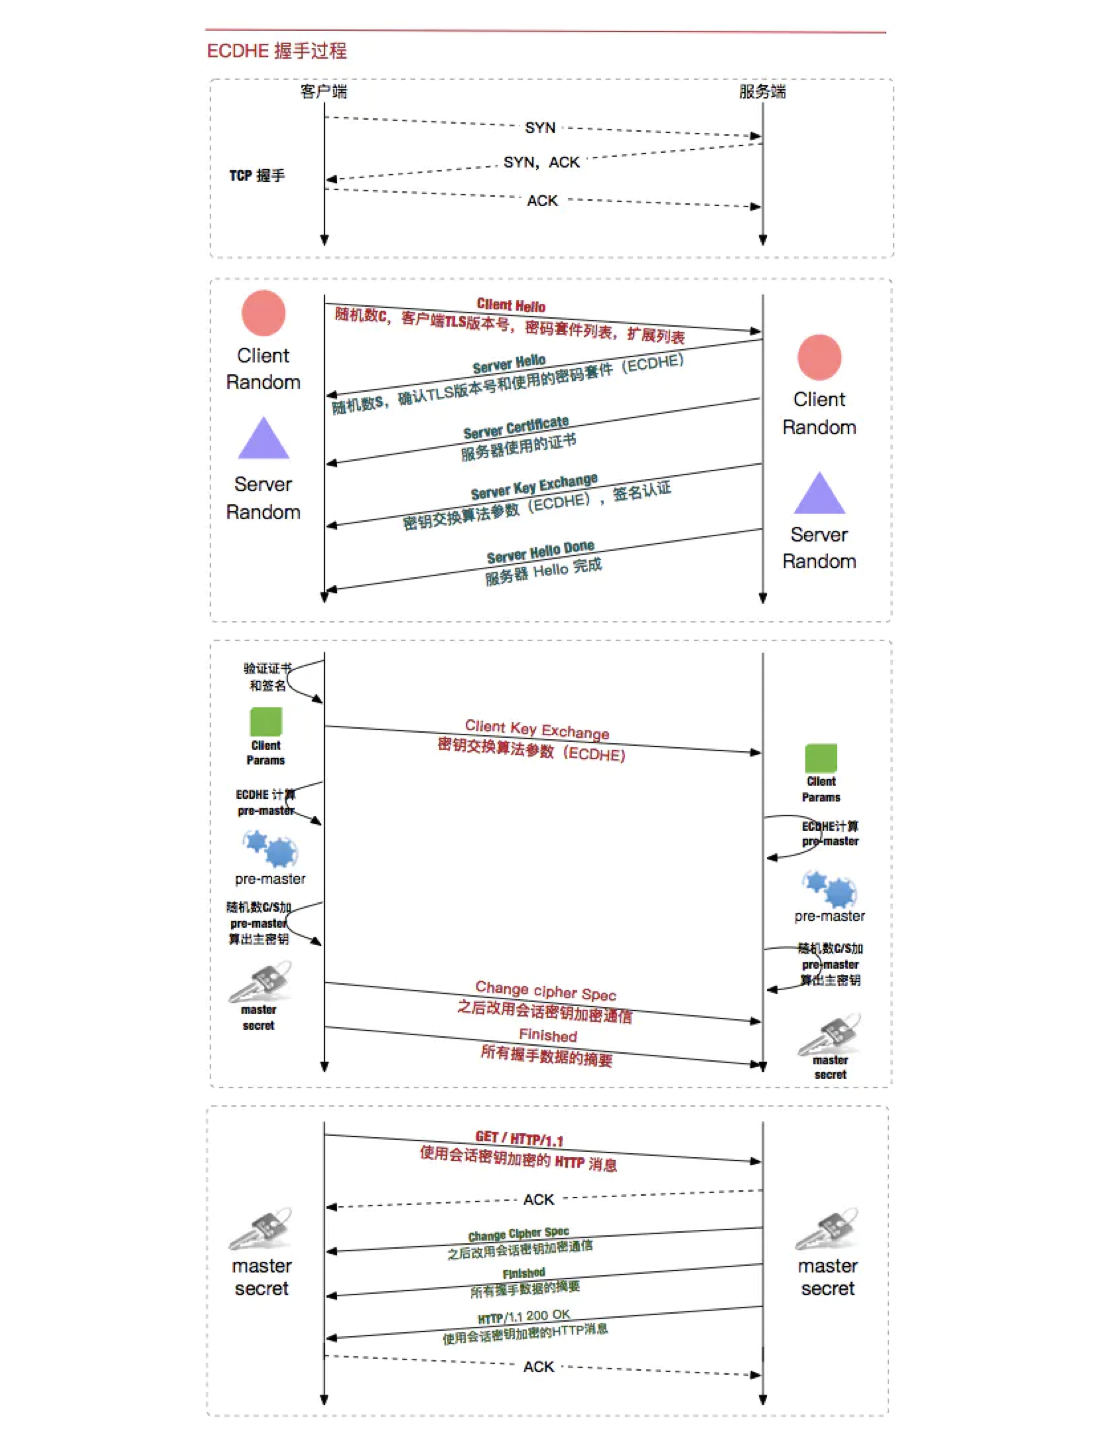 ECDHE 握手过程
客户端
服务端
SYN
SYN，ACK
TCP 握手
ACK
Client Hello
随机数C，客户端TLS版本号，密码套件列表，扩展列表
Client
Random
Server Hello
随机数S，确认TLS版本号和使用的密码套件（ECDHE）
Client
Random
Server Certificate
服务器使用的证书
Server
Random
Server Key Exchange
密钥交换算法参数（ECDHE），签名认证
Server
Random
Server Hello Done
服务器 Hello 完成
验证证书
和签名
Client Key Exchange
密钥交换算法参数（ECDHE）
Client
Params
Client
Params
ECDHE 计算
pre-master
ECDHE计算
pre-master
pre-master
pre-master
随机数C/S加
pre-master
算出主密钥
随机数C/S加
pre-master
算出主密钥
Change cipher Spec
之后改用会话密钥加密通信
master
secret
Finished
所有握手数据的摘要
master
secret
GET / HTTP/1.1
使用会话密钥加密的 HTTP 消息
ACK
Change Cipher Spec
之后改用会话密钥加密通信
master
secret
master
secret
Finished
所有握手数据的摘要
HTTP/1.1 200 OK
使用会话密钥加密的HTTP消息
ACK